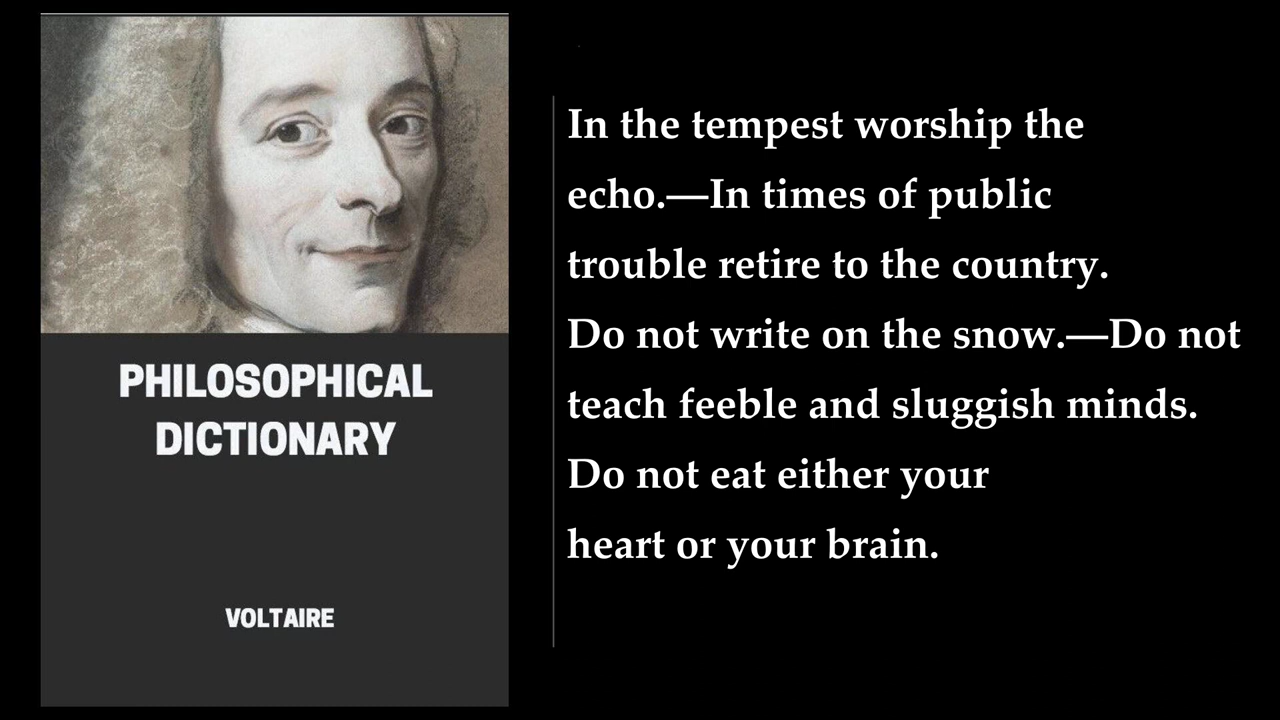 PHILOSOPHICAL
DICTIONARY
VOLTAIRE
In the tempest worship the
echo.—In times of public
trouble retire to the country.
Do not write on the snow.—Do not
teach feeble and sluggish minds.
Do not eat either your
heart or your brain.